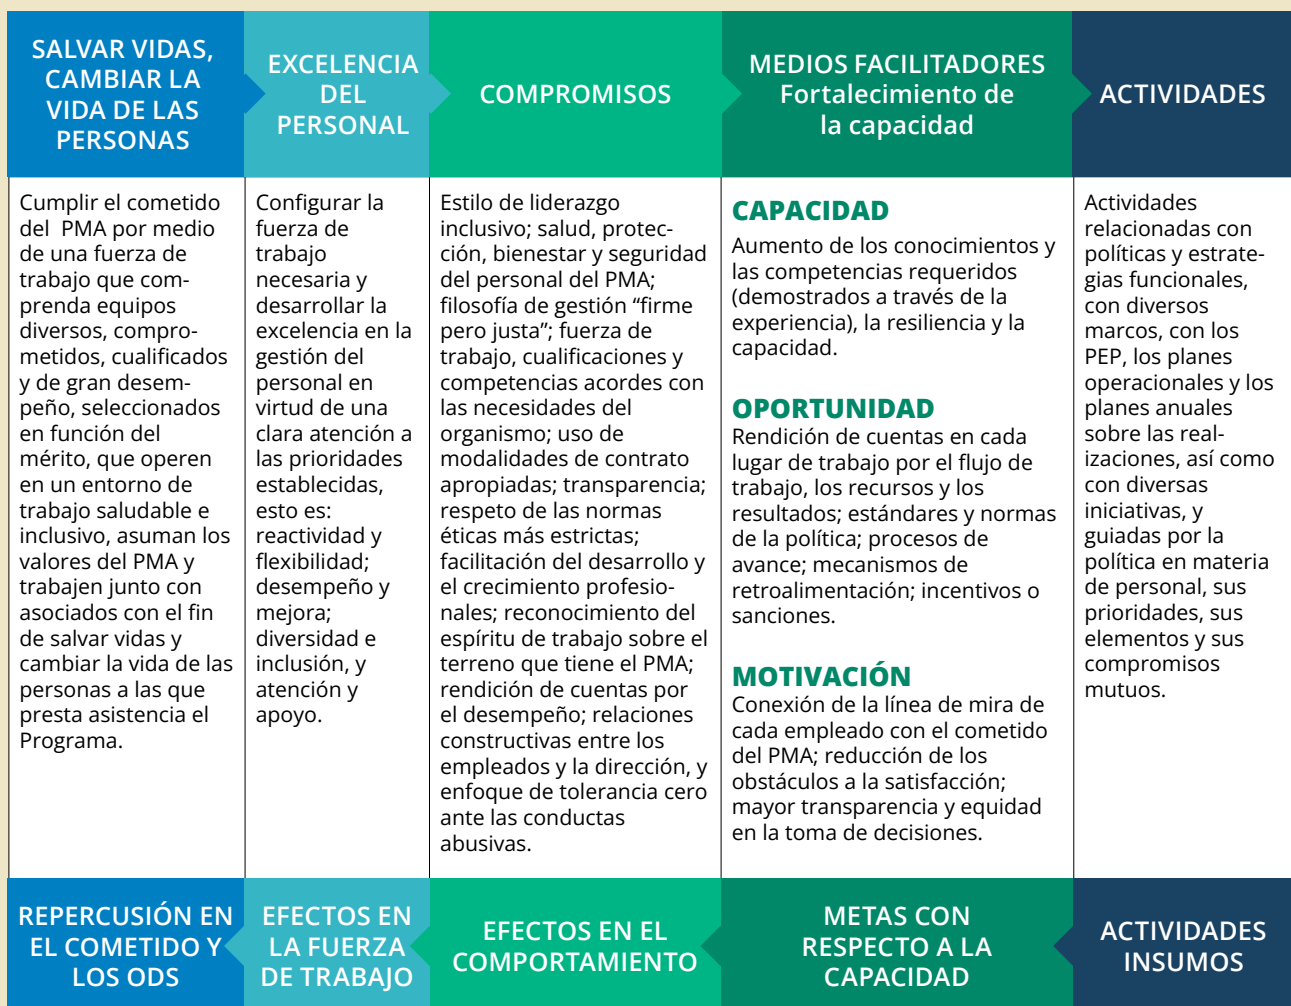 SALVAR VIDAS,
CAMBIAR LA
VIDA DE LAS
PERSONAS
EXCELENCIA
DEL
PERSONAL
COMPROMISOS
MEDIOS FACILITADORES
Fortalecimiento de
la capacidad
ACTIVIDADES
Cumplir el cometido
del PMA por medio
de una fuerza de
trabajo que com-
prenda equipos
diversos, compro-
metidos, cualificados
y de gran desem-
peño, seleccionados
en función del
mérito, que operen
en un entorno de
trabajo saludable e
inclusivo, asuman los
valores del PMA y
trabajen junto con
asociados con el fin
de salvar vidas y
cambiar la vida de las
personas a las que
presta asistencia el
Programa.
Configurar la
fuerza de
trabajo
necesaria y
desarrollar la
excelencia en la
gestión del
personal en
virtud de una
clara atención a
las prioridades
establecidas,
esto es:
reactividad y
flexibilidad;
desempeño y
mejora;
diversidad e
inclusión, y
atención y
apoyo.
Estilo de liderazgo
inclusivo; salud, protec-
ción, bienestar y seguridad
del personal del PMA;
filosofía de gestión “firme
pero justa”; fuerza de
trabajo, cualificaciones y
competencias acordes con
las necesidades del
organismo; uso de
modalidades de contrato
apropiadas; transparencia;
respeto de las normas
éticas más estrictas;
facilitación del desarrollo y
el crecimiento profesio-
nales; reconocimiento del
espíritu de trabajo sobre el
terreno que tiene el PMA;
rendición de cuentas por
el desempeño; relaciones
constructivas entre los
empleados y la dirección, y
enfoque de tolerancia cero
ante las conductas
abusivas.
CAPACIDAD
Aumento de los conocimientos y
las competencias requeridos
(demostrados a través de la
experiencia), la resiliencia y la
capacidad.
OPORTUNIDAD
Rendición de cuentas en cada
lugar de trabajo por el flujo de
trabajo, los recursos y los
resultados; estándares y normas
de la política; procesos de
avance; mecanismos de
retroalimentación; incentivos o
sanciones.
MOTIVACIÓN
Conexión de la línea de mira de
cada empleado con el cometido
del PMA; reducción de los
obstáculos a la satisfacción;
mayor transparencia y equidad
en la toma de decisiones.
Actividades
relacionadas con
políticas y estrate-
gias funcionales,
con diversos
marcos, con los
PEP, los planes
operacionales y los
planes anuales
sobre las real-
izaciones, así como
con diversas
iniciativas, y
guiadas por la
política en materia
de personal, sus
prioridades, sus
elementos y sus
compromisos
mutuos.
REPERCUSIÓN EN
EL COMETIDO Y
LOS ODS
EFECTOS EN
LA FUERZA
DE TRABAJO
EFECTOS EN EL
COMPORTAMIENTO
METAS CON
RESPECTO A LA
CAPACIDAD
ACTIVIDADES
INSUMOS